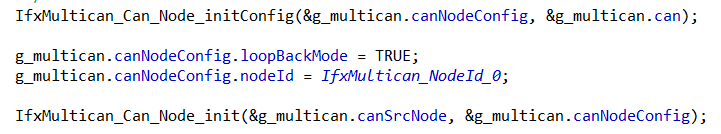 IfxMultican_Can_Node_initConfig(&g_multican.canNodeConfig, &g_multican.can);
g_multican.canNodeConfig.loopBackMode = TRUE;
g_multican.canNodeConfig.nodeId = IfxMultican_NodeId_0;
IfxMultican_Can_Node_init(&g_multican.canSrcNode, &g_multican.canNodeConfig);